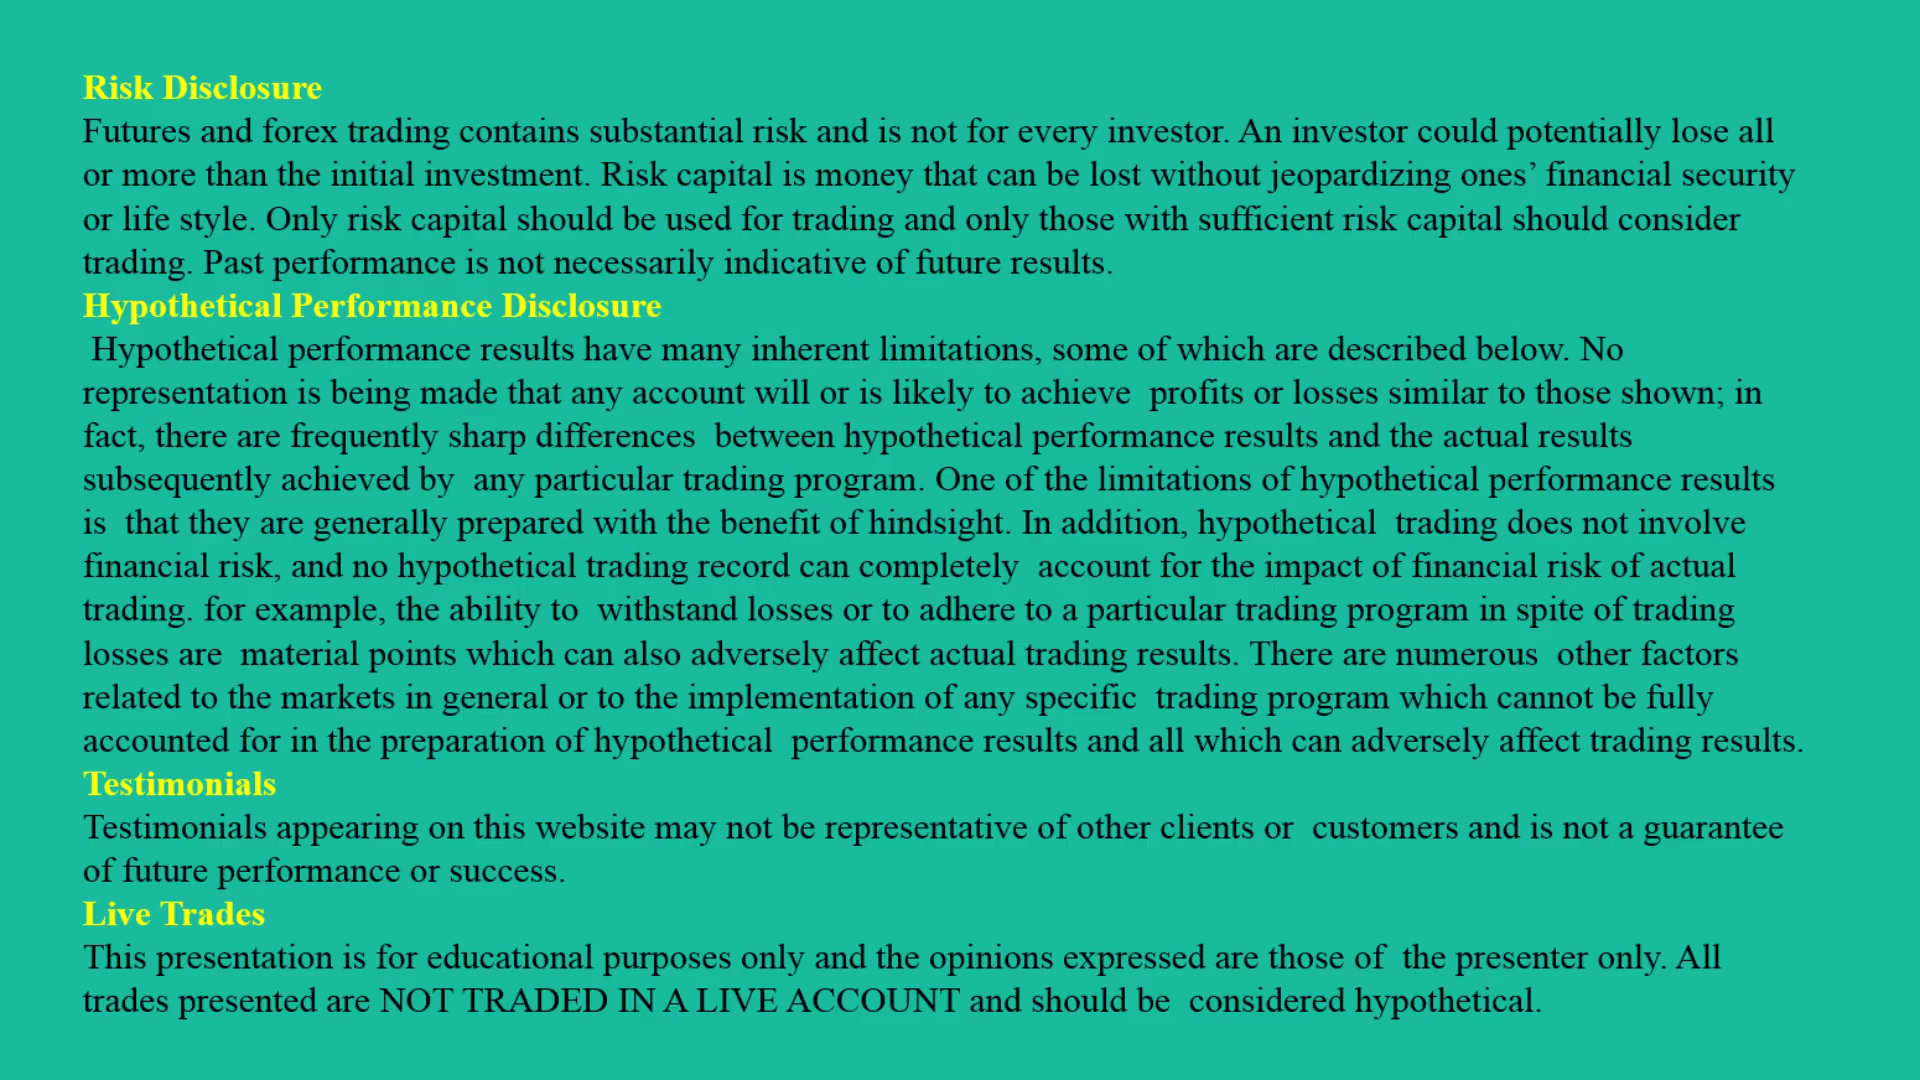 Risk Disclosure
Futures and forex trading contains substantial risk and is not for every investor. An investor could potentially lose all
or more than the initial investment. Risk capital is money that can be lost without jeopardizing ones’ financial security
or life style. Only risk capital should be used for trading and only those with sufficient risk capital should consider
trading. Past performance is not necessarily indicative of future results.
Hypothetical Performance Disclosure
Hypothetical performance results have many inherent limitations, some of which are described below. No
representation is being made that any account will or is likely to achieve profits or losses similar to those shown; in
fact, there are frequently sharp differences between hypothetical performance results and the actual results
subsequently achieved by any particular trading program. One of the limitations of hypothetical performance results
is that they are generally prepared with the benefit of hindsight. In addition, hypothetical trading does not involve
financial risk, and no hypothetical trading record can completely account for the impact of financial risk of actual
trading. for example, the ability to withstand losses or to adhere to a particular trading program in spite of trading
losses are material points which can also adversely affect actual trading results. There are numerous other factors
related to the markets in general or to the implementation of any specific trading program which cannot be fully
accounted for in the preparation of hypothetical performance results and all which can adversely affect trading results.
Testimonials
Testimonials appearing on this website may not be representative of other clients or customers and is not a guarantee
of future performance or success.
Live Trades
This presentation is for educational purposes only and the opinions expressed are those of the presenter only. All
trades presented are NOT TRADED IN A LIVE ACCOUNT and should be considered hypothetical.